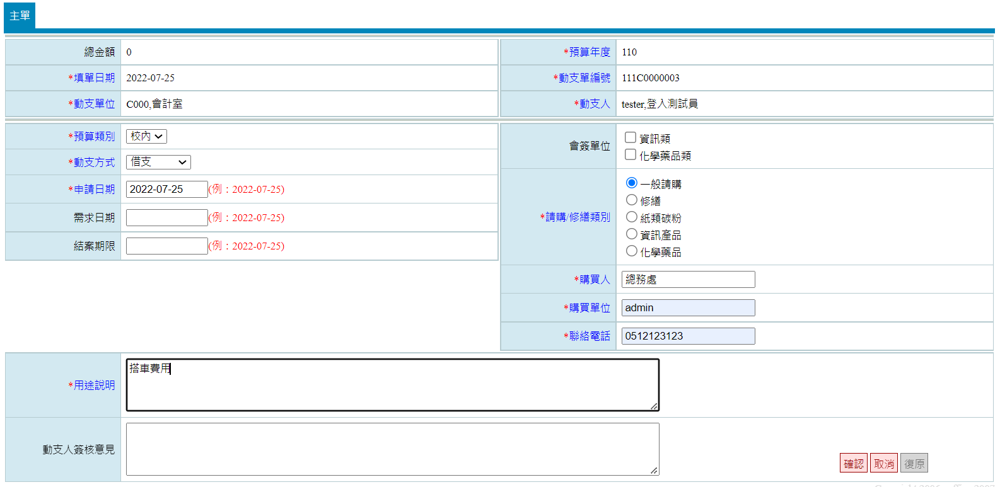 主單
總金額 0 *預算年度 110
*填單日期 2022-07-25 *動支單編號 111C0000003
*動支單位 C000,會計室 *動支人 tester,登入測試員
*預算類別 校內
*動支方式 借支
*申請日期 2022-07-25 (例：2022-07-25)
需求日期 (例：2022-07-25)
結案期限 (例：2022-07-25)
會簽單位
資訊類
化學藥品類
*請購/修繕類別
一般請購
修繕
紙類碳粉
資訊產品
化學藥品
*購買人 總務處
*購買單位 admin
*聯絡電話 0512123123
*用途說明 搭車費用
動支人簽核意見
確認 取消 復原